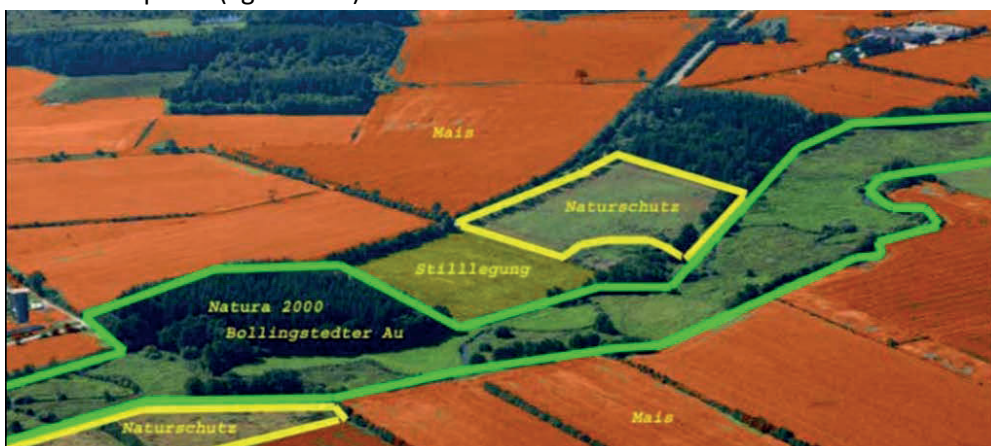 Mais
Naturschutz
Stilllegung
Natura 2000
Bollingstedter Au
Mais
Naturschutz